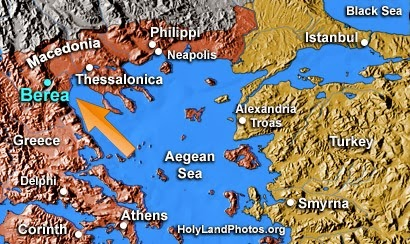 Black Sea
Philippi
Istanbul
Macedonia
Neapolis
Thessalonica
Berea
Alexandria
Troas
Greece
Aegean
Sea
Turkey
Delphi
Smyrna
Athens
Corinth
HolyLandPhotos.org